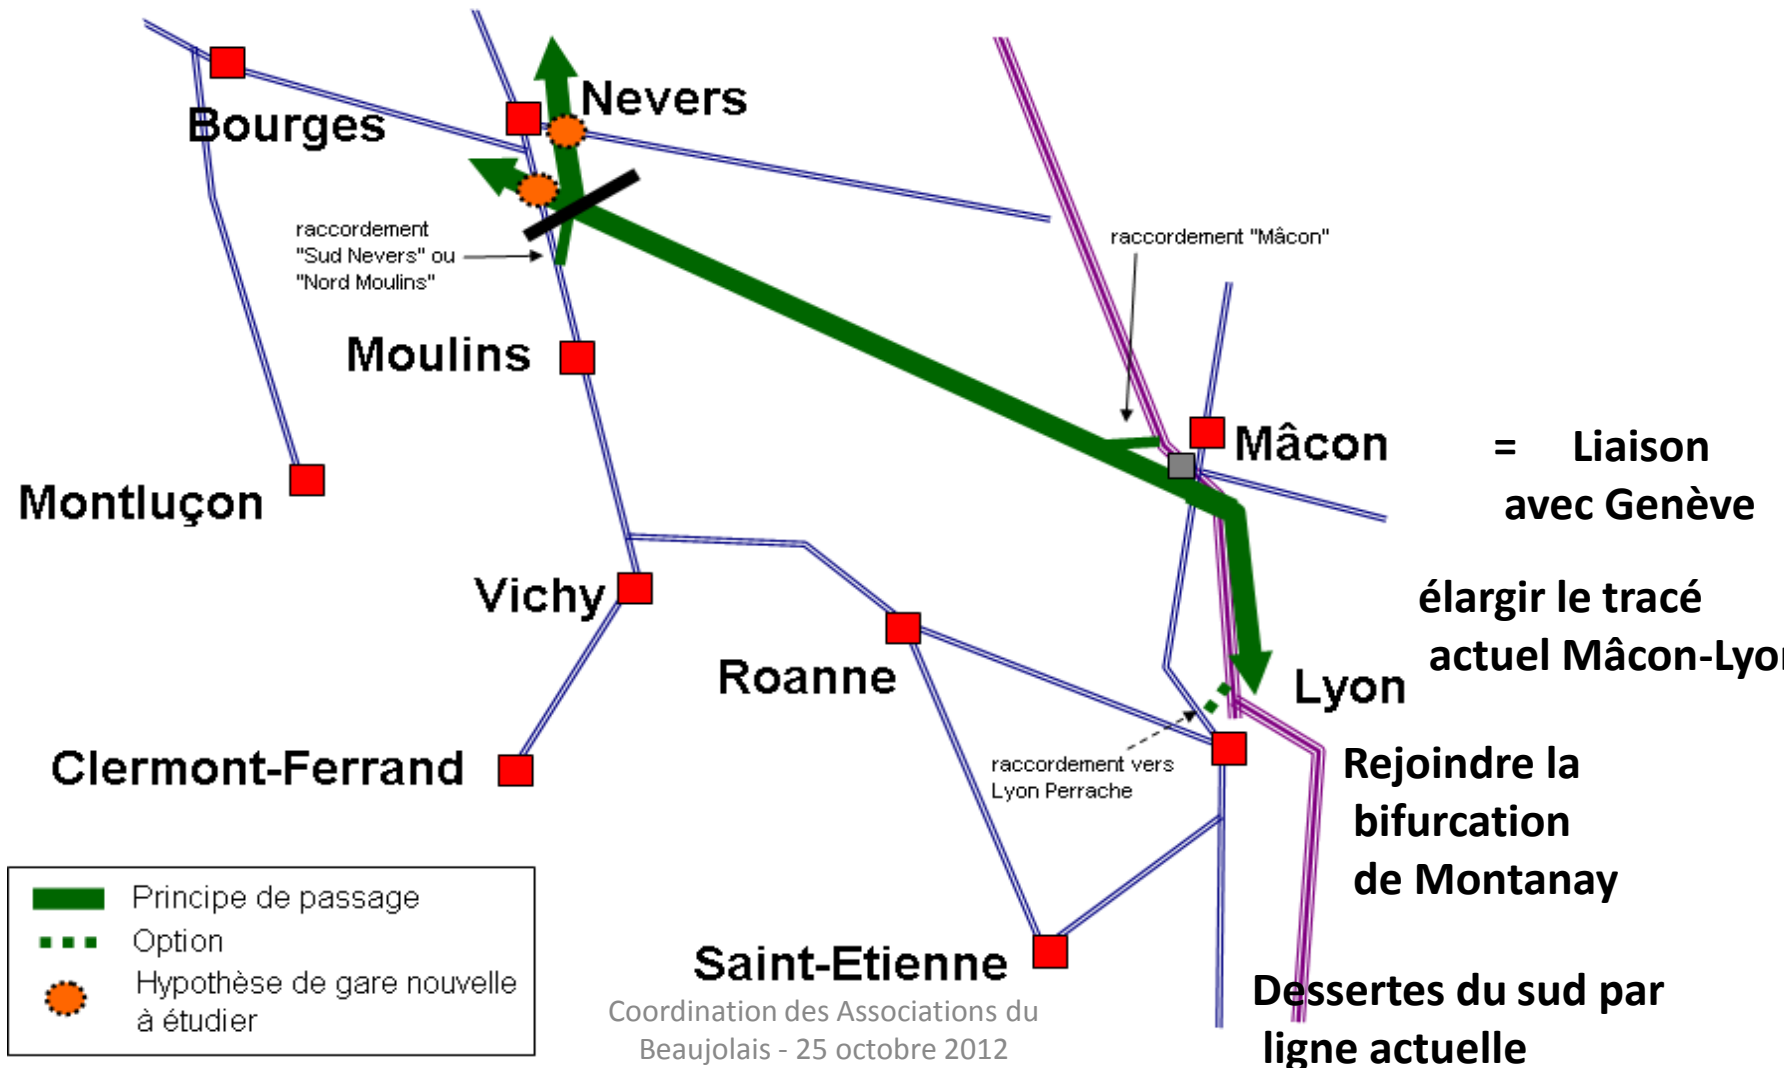 Nevers
Bourges
raccordement
"Sud Nevers" ou
"Nord Moulins"
raccordement "Mâcon"
Moulins
Mâcon
= Liaison
avec Genève
Montluçon
Vichy
élargir le tracé
actuel Mâcon-Lyon
Roanne
Lyon
Clermont-Ferrand
raccordement vers
Lyon Perrache
Rejoindre la
bifurcation
de Montanay
Principe de passage
Option
Hypothèse de gare nouvelle
à étudier
Saint-Etienne
Coordination des Associations du
Beaujolais - 25 octobre 2012
Dessertes du sud par
ligne actuelle